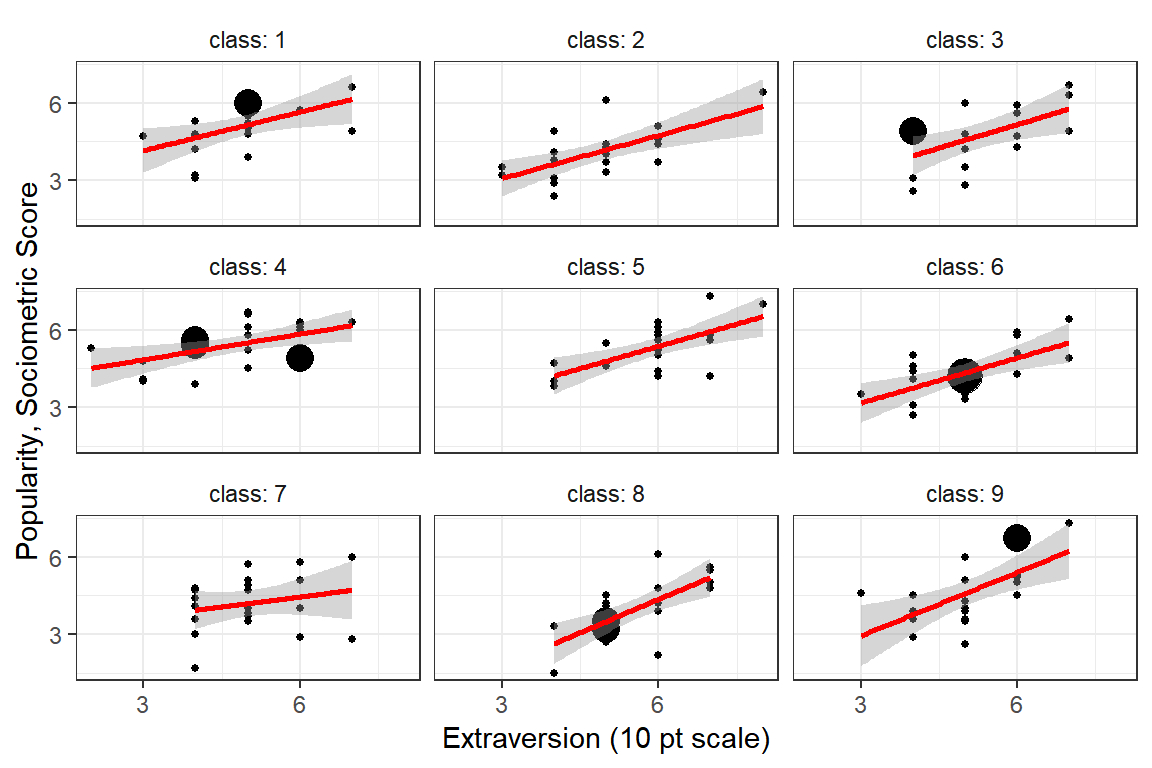 class: 1
class: 2
class: 3
6
3
class: 4
class: 5
class: 6
6
3
class: 7
class: 8
class: 9
6
3
3
6
3
6
3
6
Extraversion (10 pt scale)
Popularity, Sociometric Score